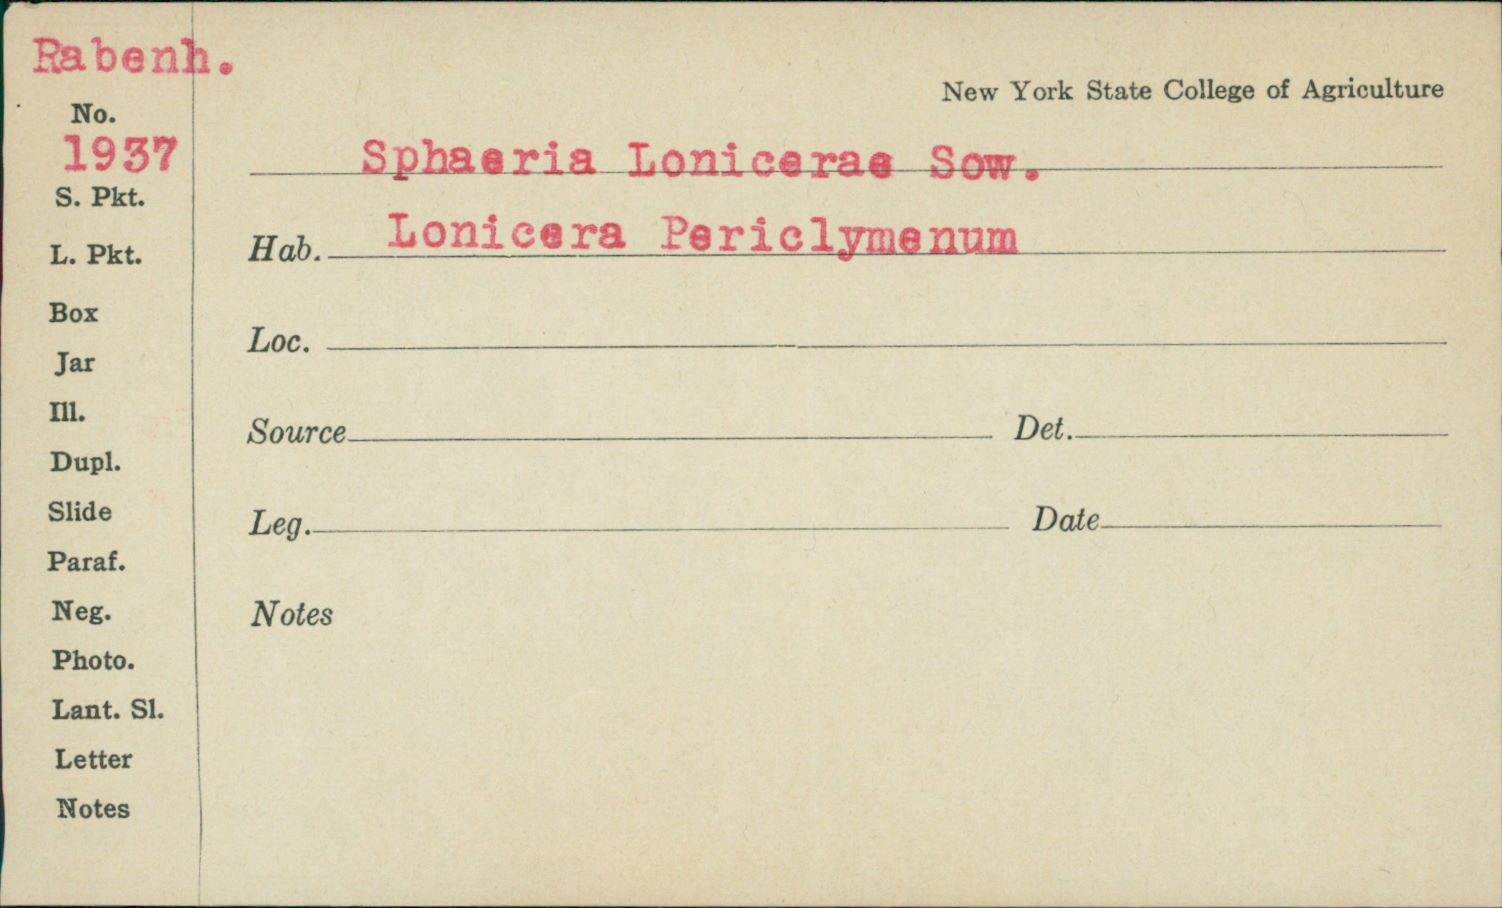 Rabenh.
New York State College of Agriculture
No.
1937
Sphaeria Lonicerae Sow.
S. Pkt.
Hab. Lonicera Periclymenum
L. Pkt.
Box
Loc.
Jar
Ill.
Source Det.
Dupl.
Slide
Leg. Date
Paraf.
Neg.
Notes
Photo.
Lant. Sl.
Letter
Notes